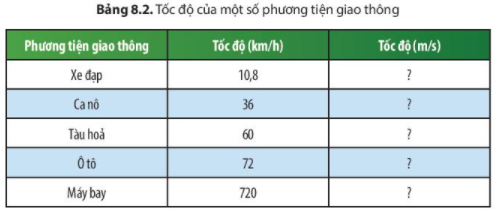 Bảng 8.2. Tốc độ của một số phương tiện giao thông
Phương tiện giao thông Tốc độ (km/h) Tốc độ (m/s)
Xe đạp 10,8 ?
Ca nô 36 ?
Tàu hoả 60 ?
Ô tô 72 ?
Máy bay 720 ?